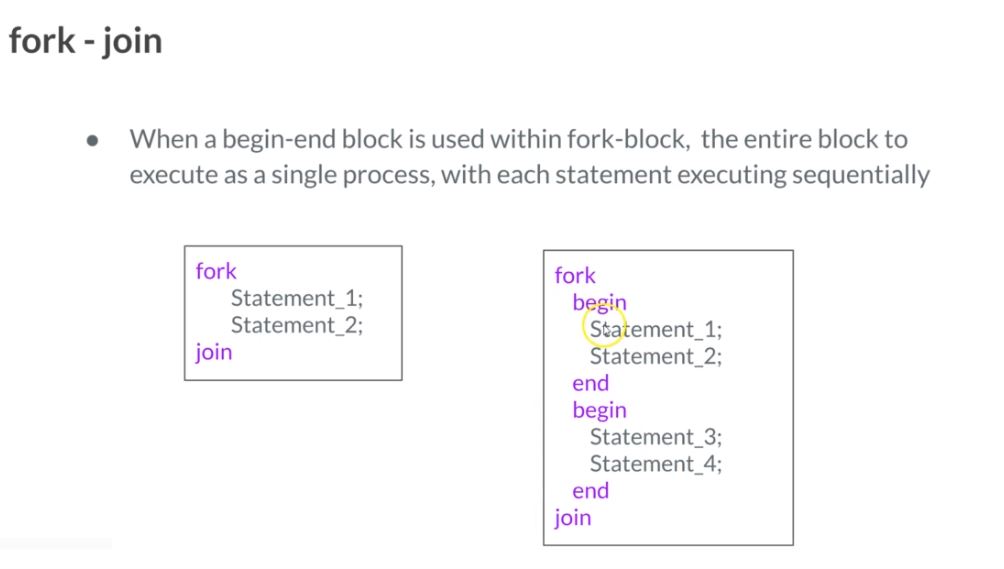 fork - join
● When a begin-end block is used within fork-block, the entire block to
execute as a single process, with each statement executing sequentially
fork
Statement_1;
Statement_2;
join
fork
begin
Statement_1;
Statement_2;
end
begin
Statement_3;
Statement_4;
end
join